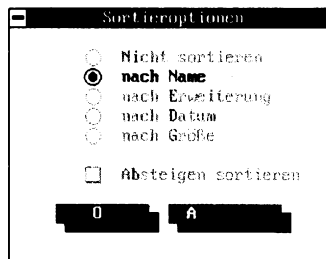 Sortieroptionen
Nicht sortieren
nach Name
nach Erweiterung
nach Datum
nach Größe
Absteigen sortieren
O A